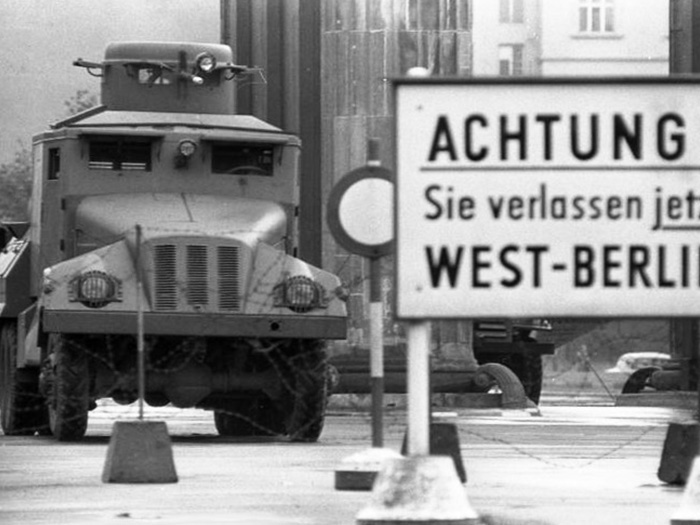 ACHTUNG
Sie verlassen jet
WEST-BERLI